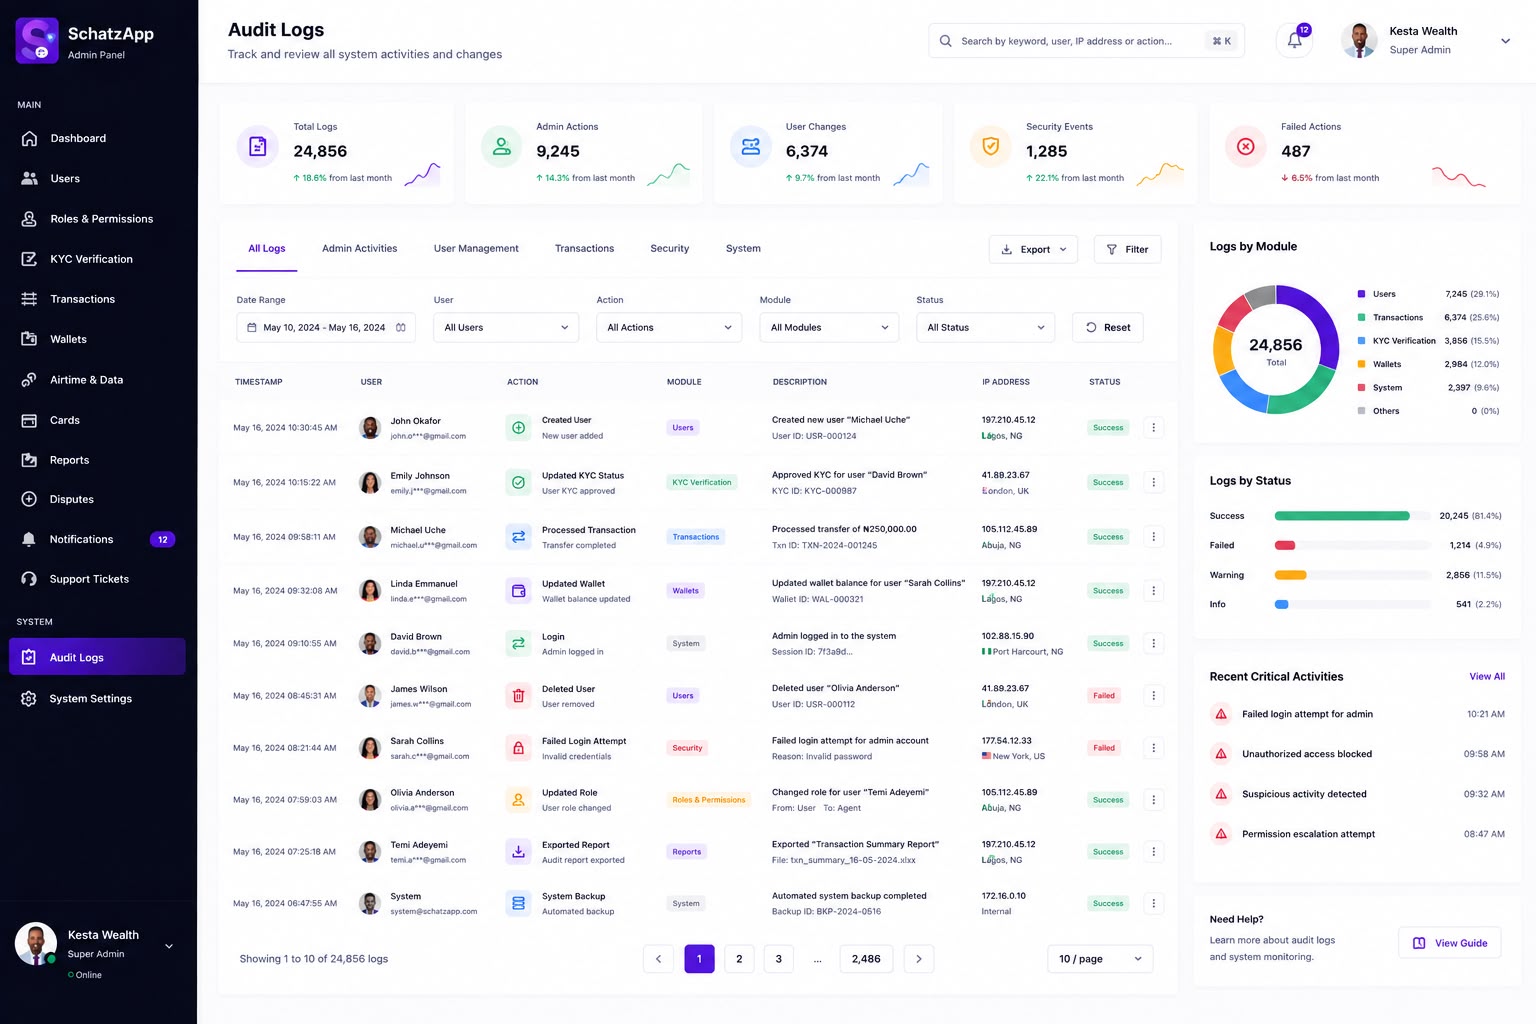 SchatzApp
Admin Panel
MAIN
Dashboard
Users
Roles & Permissions
KYC Verification
Transactions
Wallets
Airtime & Data
Cards
Reports
Disputes
Notifications 12
Support Tickets
SYSTEM
Audit Logs
System Settings
Kesta Wealth
Super Admin
Online
Audit Logs
Track and review all system activities and changes
Search by keyword, user, IP address or action... ⌘ K
12
Kesta Wealth
Super Admin
Total Logs
24,856
↑ 18.6% from last month
Admin Actions
9,245
↑ 14.3% from last month
User Changes
6,374
↑ 9.7% from last month
Security Events
1,285
↑ 22.1% from last month
Failed Actions
487
↓ 6.5% from last month
All Logs Admin Activities User Management Transactions Security System Export Filter
Date Range User Action Module Status
May 10, 2024 - May 16, 2024 All Users All Actions All Modules All Status Reset
TIMESTAMP USER ACTION MODULE DESCRIPTION IP ADDRESS STATUS
May 16, 2024 10:30:45 AM John Okafor Created User Users Created new user “Michael Uche” 197.210.45.12 Success
john.o***@gmail.com New user added User ID: USR-000124 Lagos, NG
May 16, 2024 10:15:22 AM Emily Johnson Updated KYC Status KYC Verification Approved KYC for user “David Brown” 41.89.23.67 Success
emily.j***@gmail.com User KYC approved KYC ID: KYC-000987 London, UK
May 16, 2024 09:58:11 AM Michael Uche Processed Transaction Transactions Processed transfer of ₦250,000.00 105.112.45.89 Success
michael.u***@gmail.com Transfer completed Txn ID: TXN-2024-001245 Abuja, NG
May 16, 2024 09:32:08 AM Linda Emmanuel Updated Wallet Wallets Updated wallet balance for user “Sarah Collins” 197.210.45.12 Success
linda.e***@gmail.com Wallet balance updated Wallet ID: WAL-000321 Lagos, NG
May 16, 2024 09:10:55 AM David Brown Login System Admin logged in to the system 102.88.15.90 Success
david.b***@gmail.com Admin logged in Session ID: 7f3a9d... Port Harcourt, NG
May 16, 2024 08:45:31 AM James Wilson Deleted User Users Deleted user “Olivia Anderson” 41.89.23.67 Failed
james.w***@gmail.com User removed User ID: USR-000112 London, UK
May 16, 2024 08:21:44 AM Sarah Collins Failed Login Attempt Security Failed login attempt for admin account 177.54.12.33 Failed
sarah.c***@gmail.com Invalid credentials Reason: Invalid password New York, US
May 16, 2024 07:59:03 AM Olivia Anderson Updated Role Roles & Permissions Changed role for user “Temi Adeyemi” 105.112.45.89 Success
olivia.a***@gmail.com User role changed From: User To: Agent Abuja, NG
May 16, 2024 07:25:18 AM Temi Adeyemi Exported Report Reports Exported “Transaction Summary Report” 197.210.45.12 Success
temi.a***@gmail.com Audit report exported File: txn_summary_16-05-2024.xlxx Lagos, NG
May 16, 2024 06:47:55 AM System System Backup System Automated system backup completed 172.16.0.10 Success
system@schatzapp.com Automated backup Backup ID: BKP-2024-0516 Internal
Showing 1 to 10 of 24,856 logs 1 2 3 ... 2,486 10 / page
Logs by Module
24,856
Total
Users 7,245 (29.1%)
Transactions 6,374 (25.6%)
KYC Verification 3,856 (15.5%)
Wallets 2,984 (12.0%)
System 2,397 (9.6%)
Others 0 (0%)
Logs by Status
Success 20,245 (81.4%)
Failed 1,214 (4.9%)
Warning 2,856 (11.5%)
Info 541 (2.2%)
Recent Critical Activities View All
Failed login attempt for admin 10:21 AM
Unauthorized access blocked 09:58 AM
Suspicious activity detected 09:32 AM
Permission escalation attempt 08:47 AM
Need Help?
Learn more about audit logs
and system monitoring.
View Guide